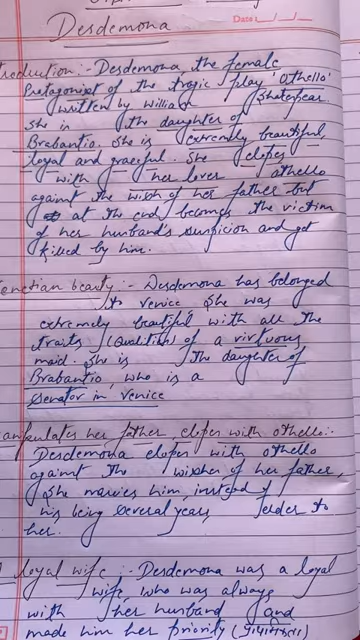 Desdemona
Date: / /
troduction:- Desdemona, the female
Protagonist of the tragic play 'Othello'
written by William Shakespear.
She is the daughter of
Brabantio. She is extremely beautiful,
loyal and graceful. She elopes
with her lover othello
against the wish of her father but
at the end becomes the victim
of her husband's suspicion and get
killed by him.
enetian beauty:- Desdemona has belonged
to Venice. She was
extremely beautiful with all the
traits (Qualities) of a virtuous
maid. She is the daughter of
Brabantio, who is a
Senator in Venice
anpulates her father, elopes with othello:-
Desdemona elopes with othello
against the wishes of her father,
She marries him, instead of
his being several years elder to
her.
loyal wife:- Desdemona was a loyal
wife, who was always
with her husband and
made him her priority (प्राथमिकता)